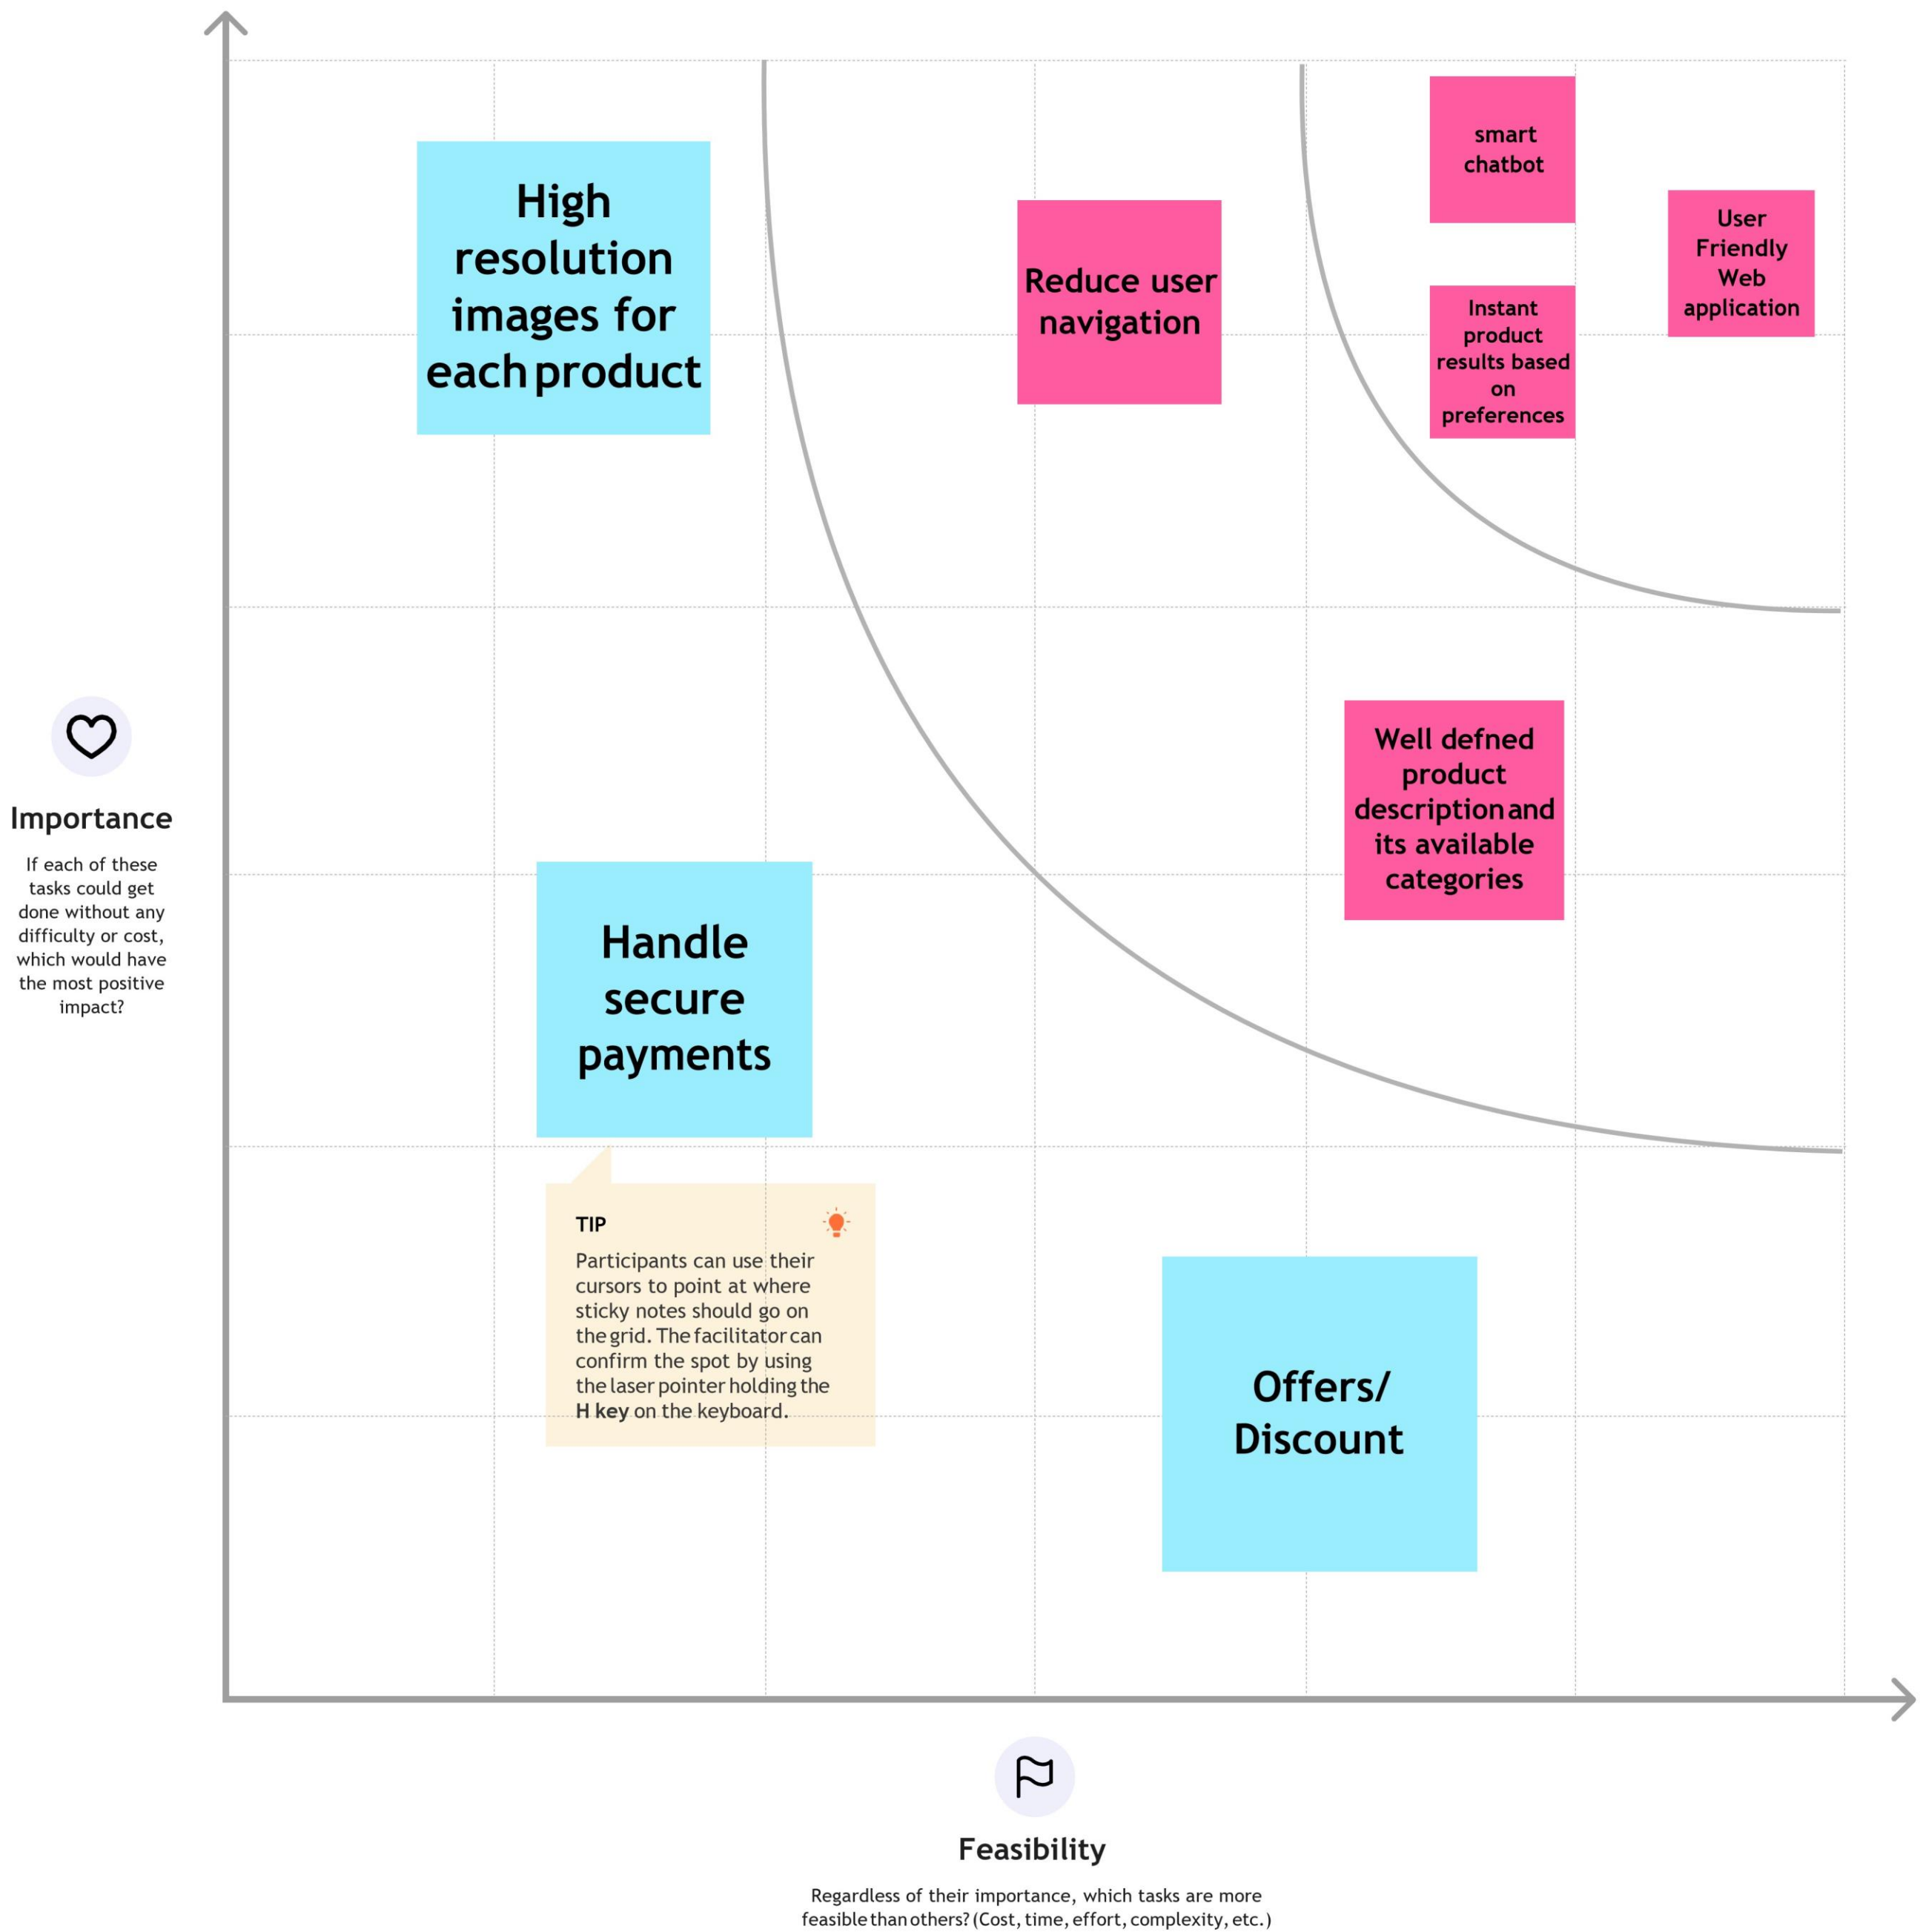 High
resolution
images for
each product
Reduce user
navigation
smart
chatbot
User
Friendly
Web
application
Instant
product
results based
on
preferences
Importance
If each of these
tasks could get
done without any
difficulty or cost,
which would have
the most positive
impact?
Well defned
product
description and
its available
categories
Handle
secure
payments
TIP
Participants can use their
cursors to point at where
sticky notes should go on
the grid. The facilitator can
confirm the spot by using
the laser pointer holding the
H key on the keyboard.
Offers/
Discount
Feasibility
Regardless of their importance, which tasks are more
feasible than others? (Cost, time, effort, complexity, etc.)